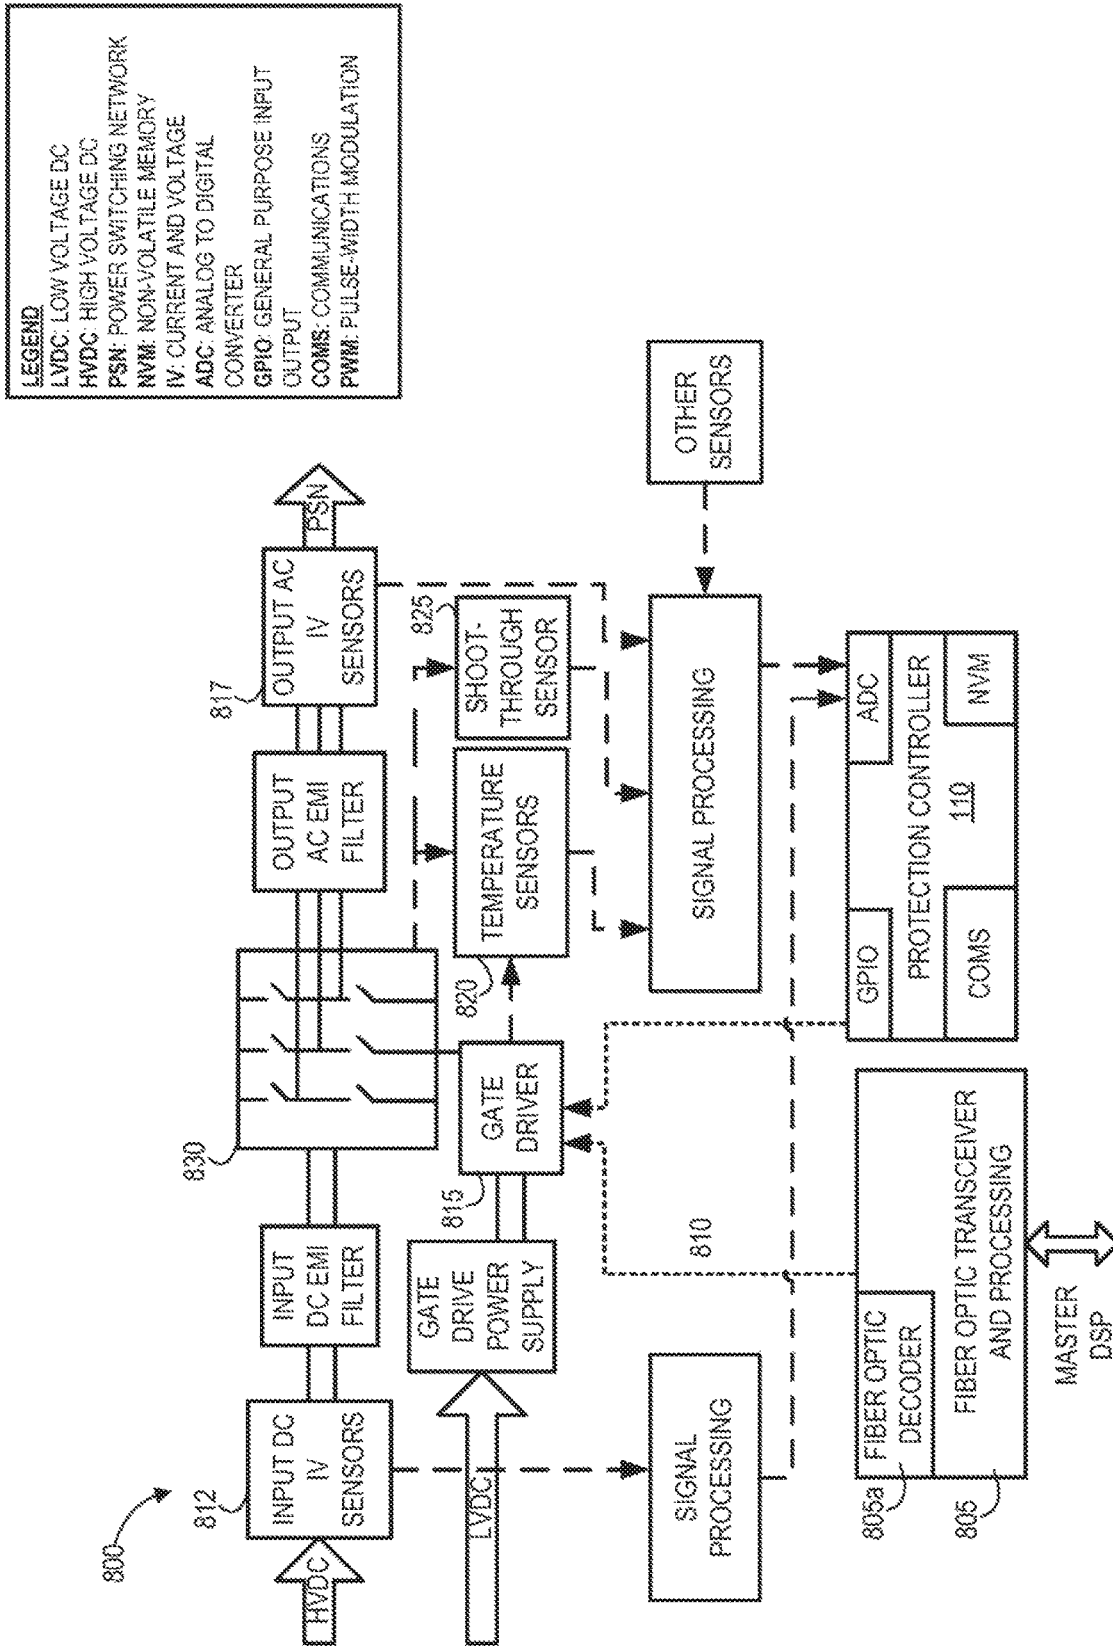 800
HVDC
812
INPUT DC
IV
SENSORS
INPUT
DC EMI
FILTER
830
OUTPUT
AC EMI
FILTER
817
OUTPUT AC
IV
SENSORS
PSN
LVDC
GATE
DRIVE
POWER
SUPPLY
815
GATE
DRIVER
820
TEMPERATURE
SENSORS
825
SHOOT-
THROUGH
SENSOR
SIGNAL
PROCESSING
810
SIGNAL PROCESSING
OTHER
SENSORS
805a
FIBER OPTIC
DECODER
805
FIBER OPTIC TRANSCEIVER
AND PROCESSING
MASTER
DSP
GPIO
ADC
PROTECTION CONTROLLER
110
COMS
NVM
LEGEND
LVDC: LOW VOLTAGE DC
HVDC: HIGH VOLTAGE DC
PSN: POWER SWITCHING NETWORK
NVM: NON-VOLATILE MEMORY
IV: CURRENT AND VOLTAGE
ADC: ANALOG TO DIGITAL
CONVERTER
GPIO: GENERAL PURPOSE INPUT
OUTPUT
COMS: COMMUNICATIONS
PWM: PULSE-WIDTH MODULATION